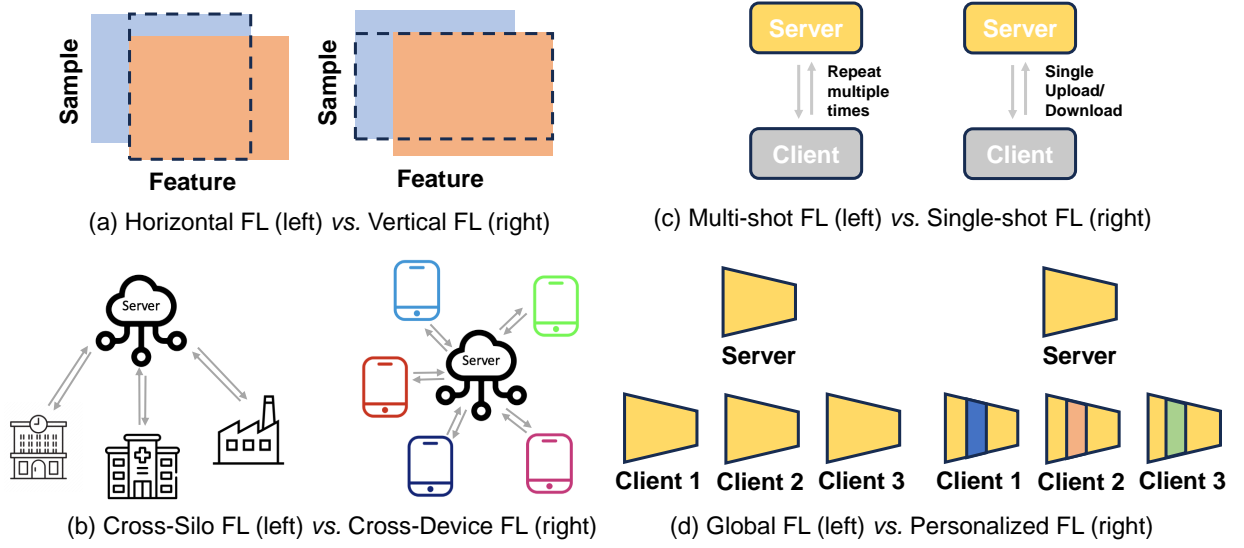 Sample
Feature
Sample
Feature
(a) Horizontal FL (left) vs. Vertical FL (right)
Server
Repeat
multiple
times
Client
Server
Single
Upload/
Download
Client
(c) Multi-shot FL (left) vs. Single-shot FL (right)
Server
Server
(b) Cross-Silo FL (left) vs. Cross-Device FL (right)
Server
Client 1
Client 2
Client 3
Server
Client 1
Client 2
Client 3
(d) Global FL (left) vs. Personalized FL (right)